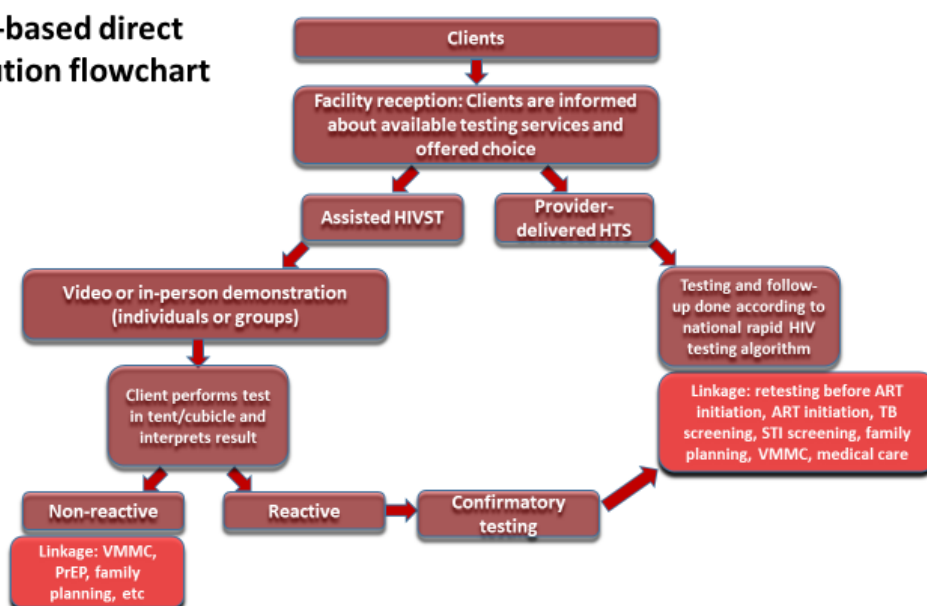 -based direct
ution flowchart
Clients
Facility reception: Clients are informed
about available testing services and
offered choice
Assisted HIVST
Provider-
delivered HTS
Video or in-person demonstration
(individuals or groups)
Testing and follow-
up done according to
national rapid HIV
testing algorithm
Client performs test
in tent/cubicle and
interprets result
Linkage: retesting before ART
initiation, ART initiation, TB
screening, STI screening, family
planning, VMMC, medical care
Non-reactive
Reactive
Confirmatory
testing
Linkage: VMMC,
PrEP, family
planning, etc